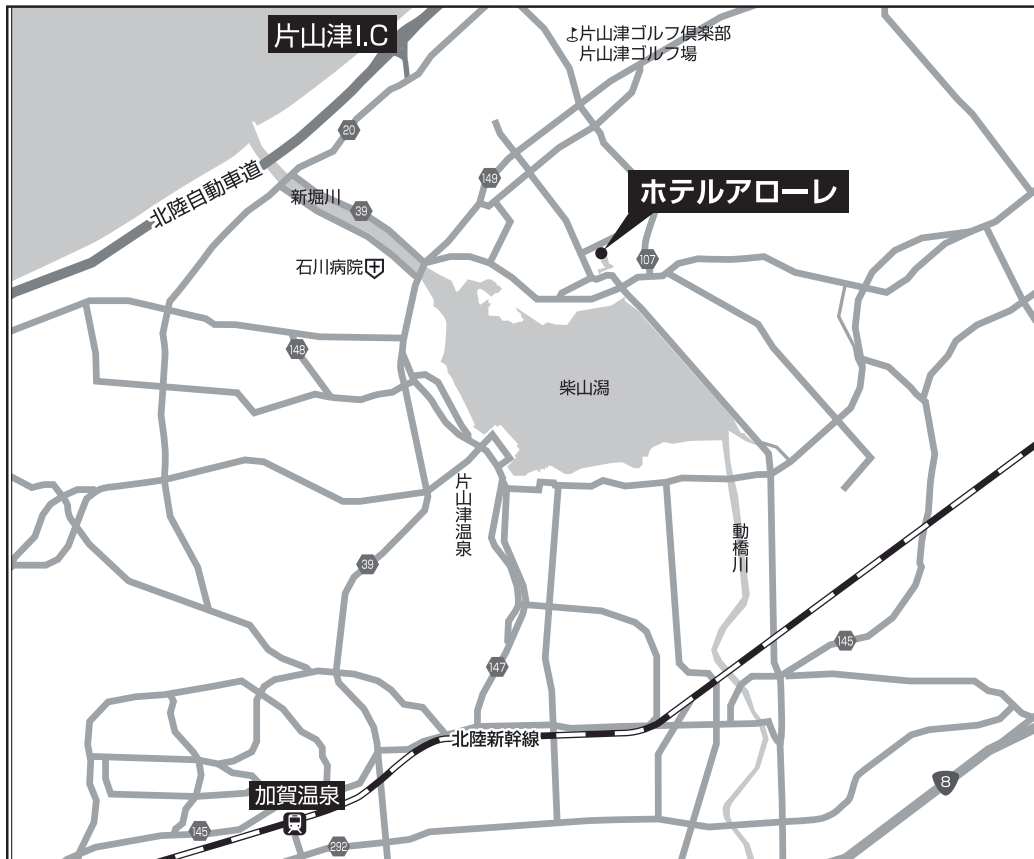 片山津I.C
片山津ゴルフ倶楽部
片山津ゴルフ場
20
北陸自動車道
新堀川
39
149
ホテルアローレ
石川病院
107
148
柴山潟
片山津温泉
動橋川
39
145
147
北陸新幹線
加賀温泉
8
145
292